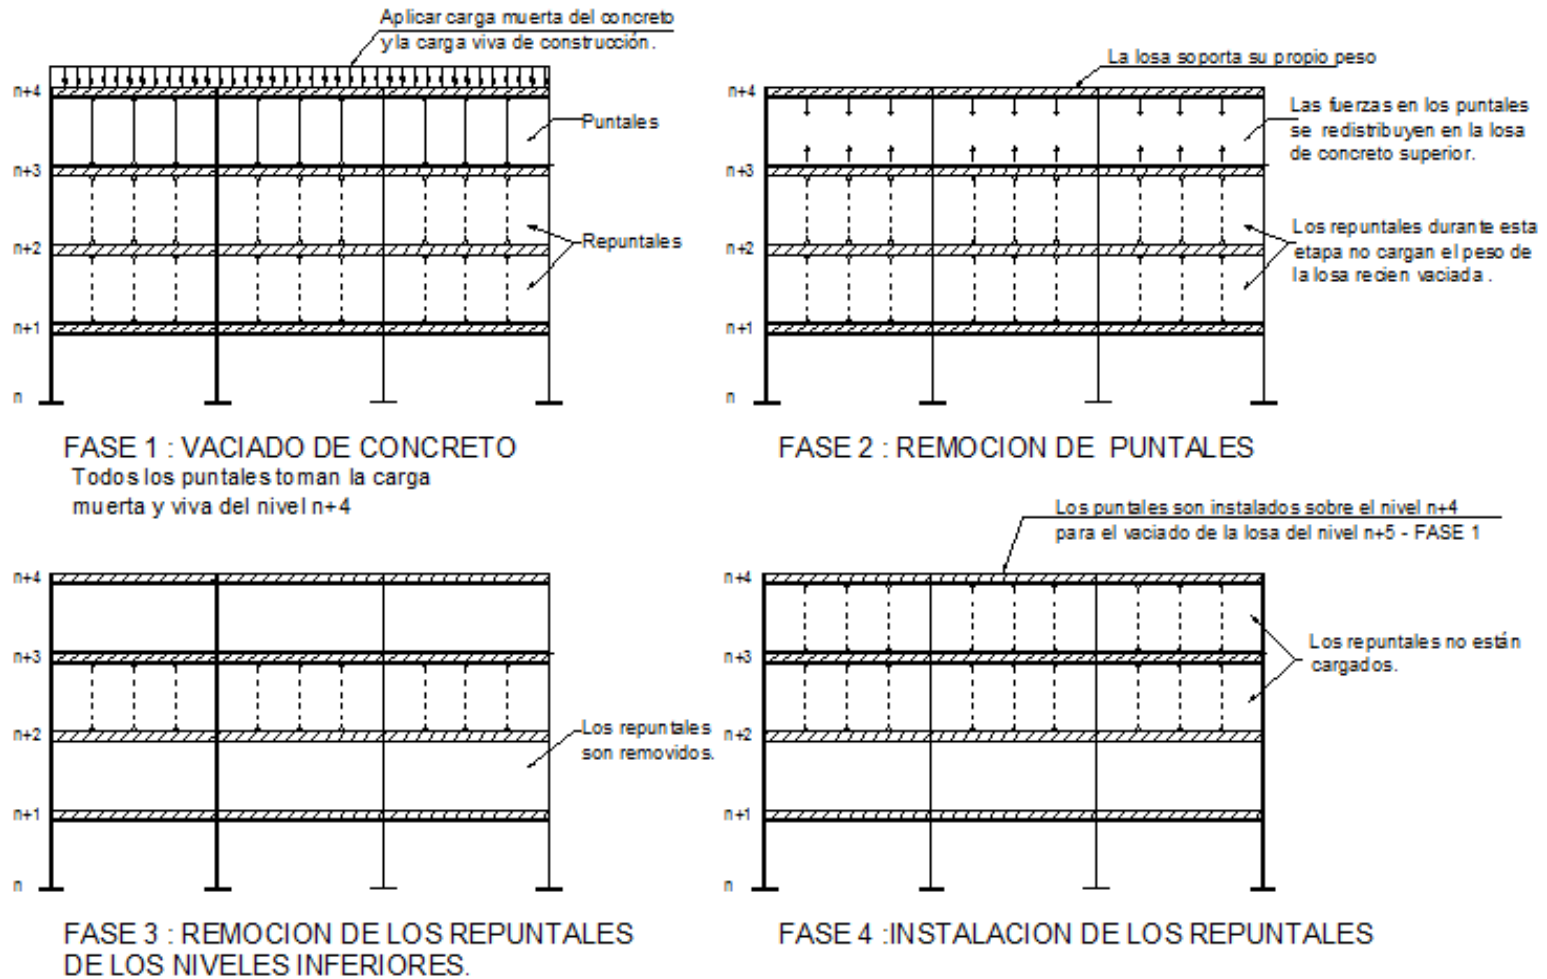 Aplicar carga muerta del concreto
y la carga viva de construcción.
n+4
Puntales
n+3
Repuntales
n+2
n+1
n
FASE 1 : VACIADO DE CONCRETO
Todos los puntales toman la carga
muerta y viva del nivel n+4
La losa soporta su propio peso
n+4
Las fuerzas en los puntales
se redistribuyen en la losa
de concreto superior.
n+3
Los repuntales durante esta
etapa no cargan el peso de
la losa recien vaciada .
n+2
n+1
n
FASE 2 : REMOCION DE PUNTALES
n+4
n+3
n+2
Los repuntales
son removidos.
n+1
n
FASE 3 : REMOCION DE LOS REPUNTALES
DE LOS NIVELES INFERIORES.
Los puntales son instalados sobre el nivel n+4
para el vaciado de la losa del nivel n+5 - FASE 1
n+4
Los repuntales no están
cargados.
n+3
n+2
n+1
n
FASE 4 :INSTALACION DE LOS REPUNTALES